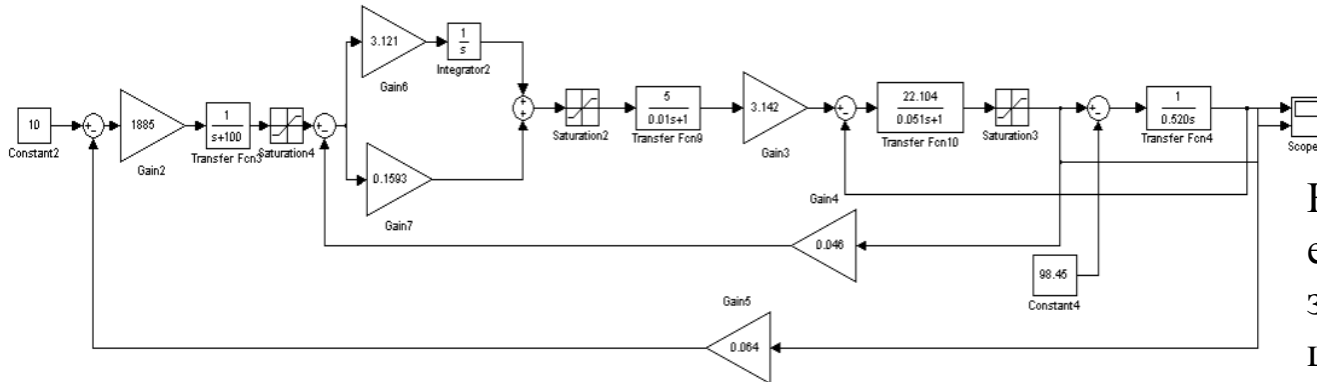 10
Constant2
1885
Gain2
1
s+100
Transfer Fcn3
Saturation4
3.121
Gain6
1
s
Integrator2
0.1593
Gain7
Saturation2
5
0.01s+1
Transfer Fcn9
3.142
Gain3
22.104
0.051s+1
Transfer Fcn10
Saturation3
1
0.520s
Transfer Fcn4
Scope
Gain4
0.046
98.45
Constant4
Gain5
0.064